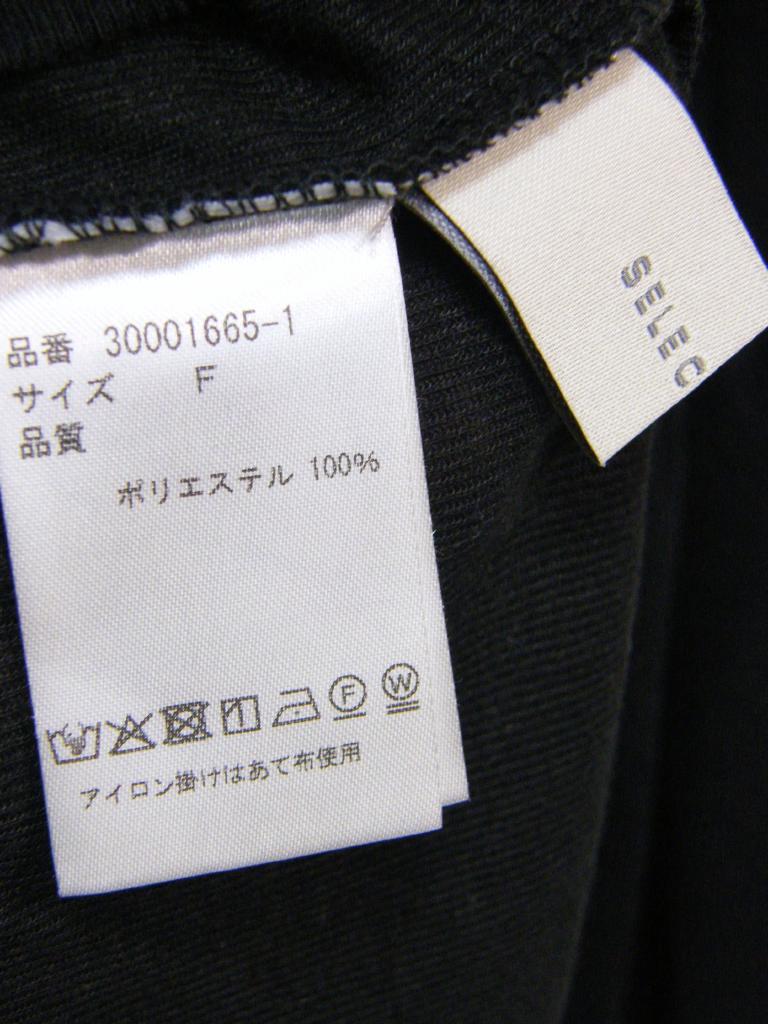 品番 30001665-1
サイズ F
品質
ポリエステル 100%
F W
アイロン掛けはあて布使用
SELEC